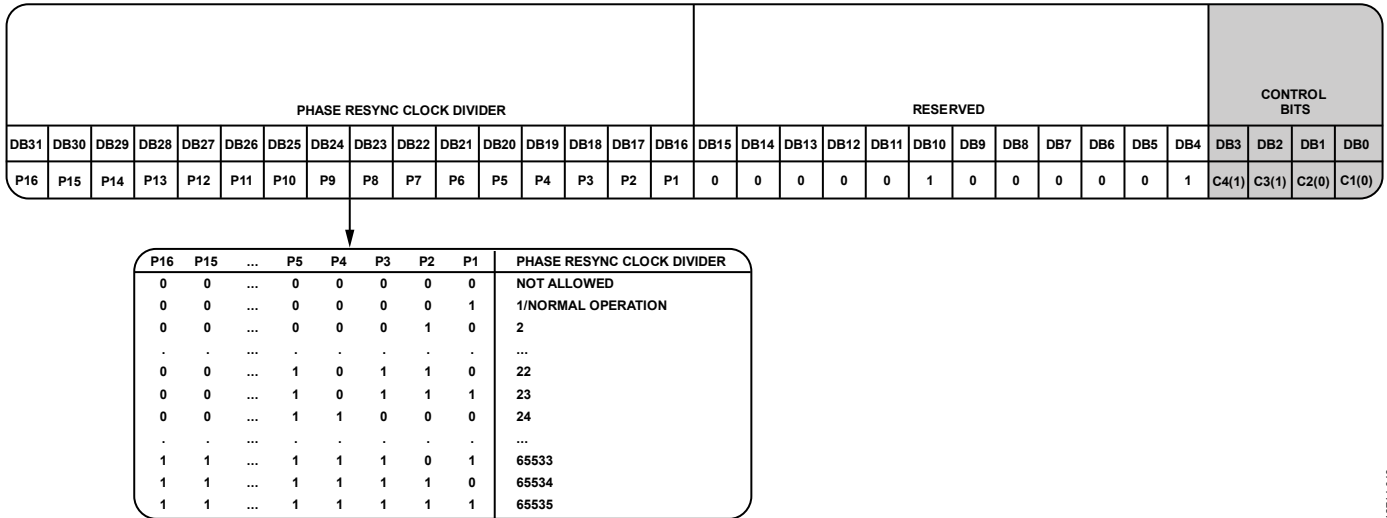 PHASE RESYNC CLOCK DIVIDER RESERVED CONTROL
BITS
DB31 DB30 DB29 DB28 DB27 DB26 DB25 DB24 DB23 DB22 DB21 DB20 DB19 DB18 DB17 DB16 DB15 DB14 DB13 DB12 DB11 DB10 DB9 DB8 DB7 DB6 DB5 DB4 DB3 DB2 DB1 DB0
P16 P15 P14 P13 P12 P11 P10 P9 P8 P7 P6 P5 P4 P3 P2 P1 0 0 0 0 0 1 0 0 0 0 0 1 C4(1) C3(1) C2(0) C1(0)
P16 P15 ... P5 P4 P3 P2 P1 PHASE RESYNC CLOCK DIVIDER
0 0 ... 0 0 0 0 0 NOT ALLOWED
0 0 ... 0 0 0 0 1 1/NORMAL OPERATION
0 0 ... 0 0 0 1 0 2
. . ... . . . . . ...
0 0 ... 1 0 1 1 0 22
0 0 ... 1 0 1 1 1 23
0 0 ... 1 1 0 0 0 24
. . ... . . . . . ...
1 1 ... 1 1 1 0 1 65533
1 1 ... 1 1 1 1 0 65534
1 1 ... 1 1 1 1 1 65535